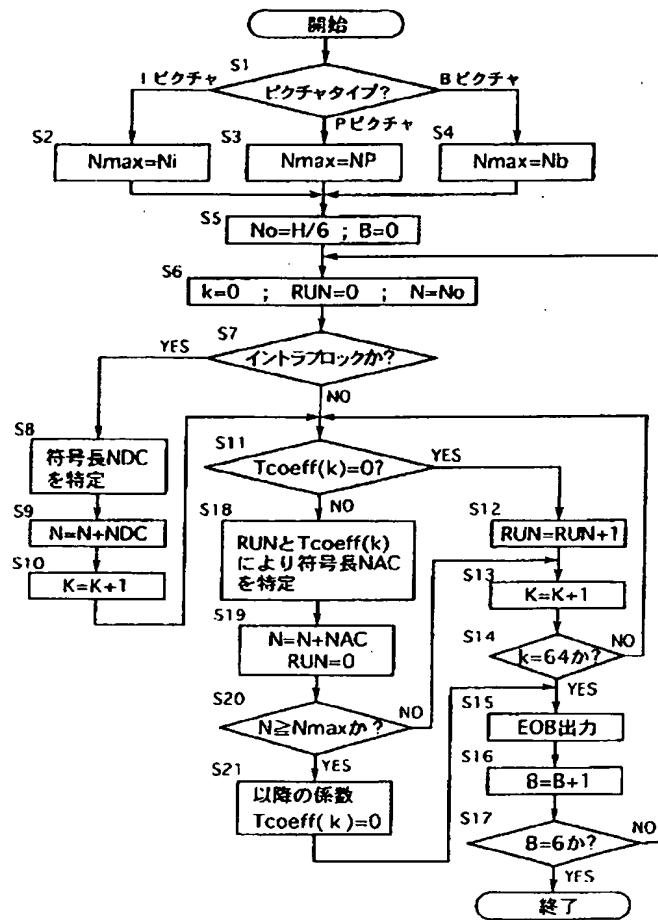 開始
S1
Iピクチャ
ピクチャタイプ?
Bピクチャ
Pピクチャ
S2
Nmax=Ni
S3
Nmax=NP
S4
Nmax=Nb
S5
No=H/6 ; B=0
S6
k=0 ; RUN=0 ; N=No
S7
イントラブロックか?
YES
NO
S8
符号長NDC
を特定
S9
N=N+NDC
S10
K=K+1
S11
Tcoeff(k)=0?
YES
NO
S12
RUN=RUN+1
S13
K=K+1
S14
k=64か?
NO
YES
S15
EOB出力
S16
B=B+1
S17
B=6か?
NO
YES
終了
S18
RUNとTcoeff(k)
により符号長NAC
を特定
S19
N=N+NAC
RUN=0
S20
N≧Nmaxか?
NO
YES
S21
以降の係数
Tcoeff(k)=0